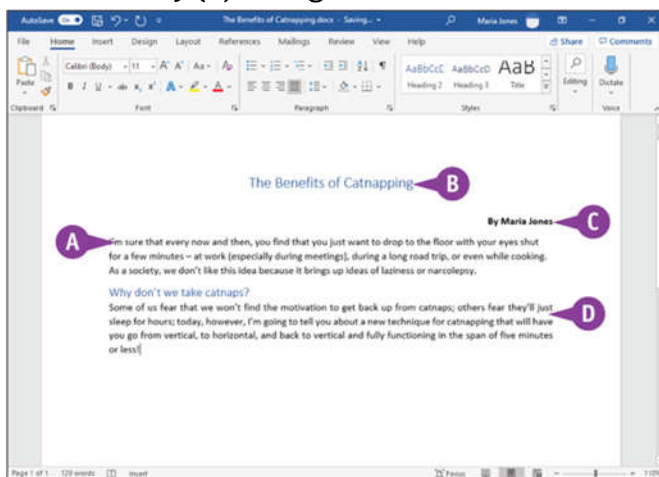 AutoSave On The Benefits of Catnapping.docx - Saving... Maria Jones
File Home Insert Design Layout References Mailings Review View Help Share Comments
Calibri (Body) 11 A A Aa A AaBbCcC AaBbCcD AaB
Paste B I U ab x, x² A A Heading 2 Heading 3 Title Editing Dictate
Clipboard Font Paragraph Styles Voice
The Benefits of Catnapping B
By Maria Jones C
A I'm sure that every now and then, you find that you just want to drop to the floor with your eyes shut
for a few minutes – at work (especially during meetings), during a long road trip, or even while cooking.
As a society, we don't like this idea because it brings up ideas of laziness or narcolepsy.
Why don't we take catnaps?
Some of us fear that we won't find the motivation to get back up from catnaps; others fear they'll just
sleep for hours; today, however, I'm going to tell you about a new technique for catnapping that will have D
you go from vertical, to horizontal, and back to vertical and fully functioning in the span of five minutes
or less!
Page 1 of 1 129 words Insert Focus 110%